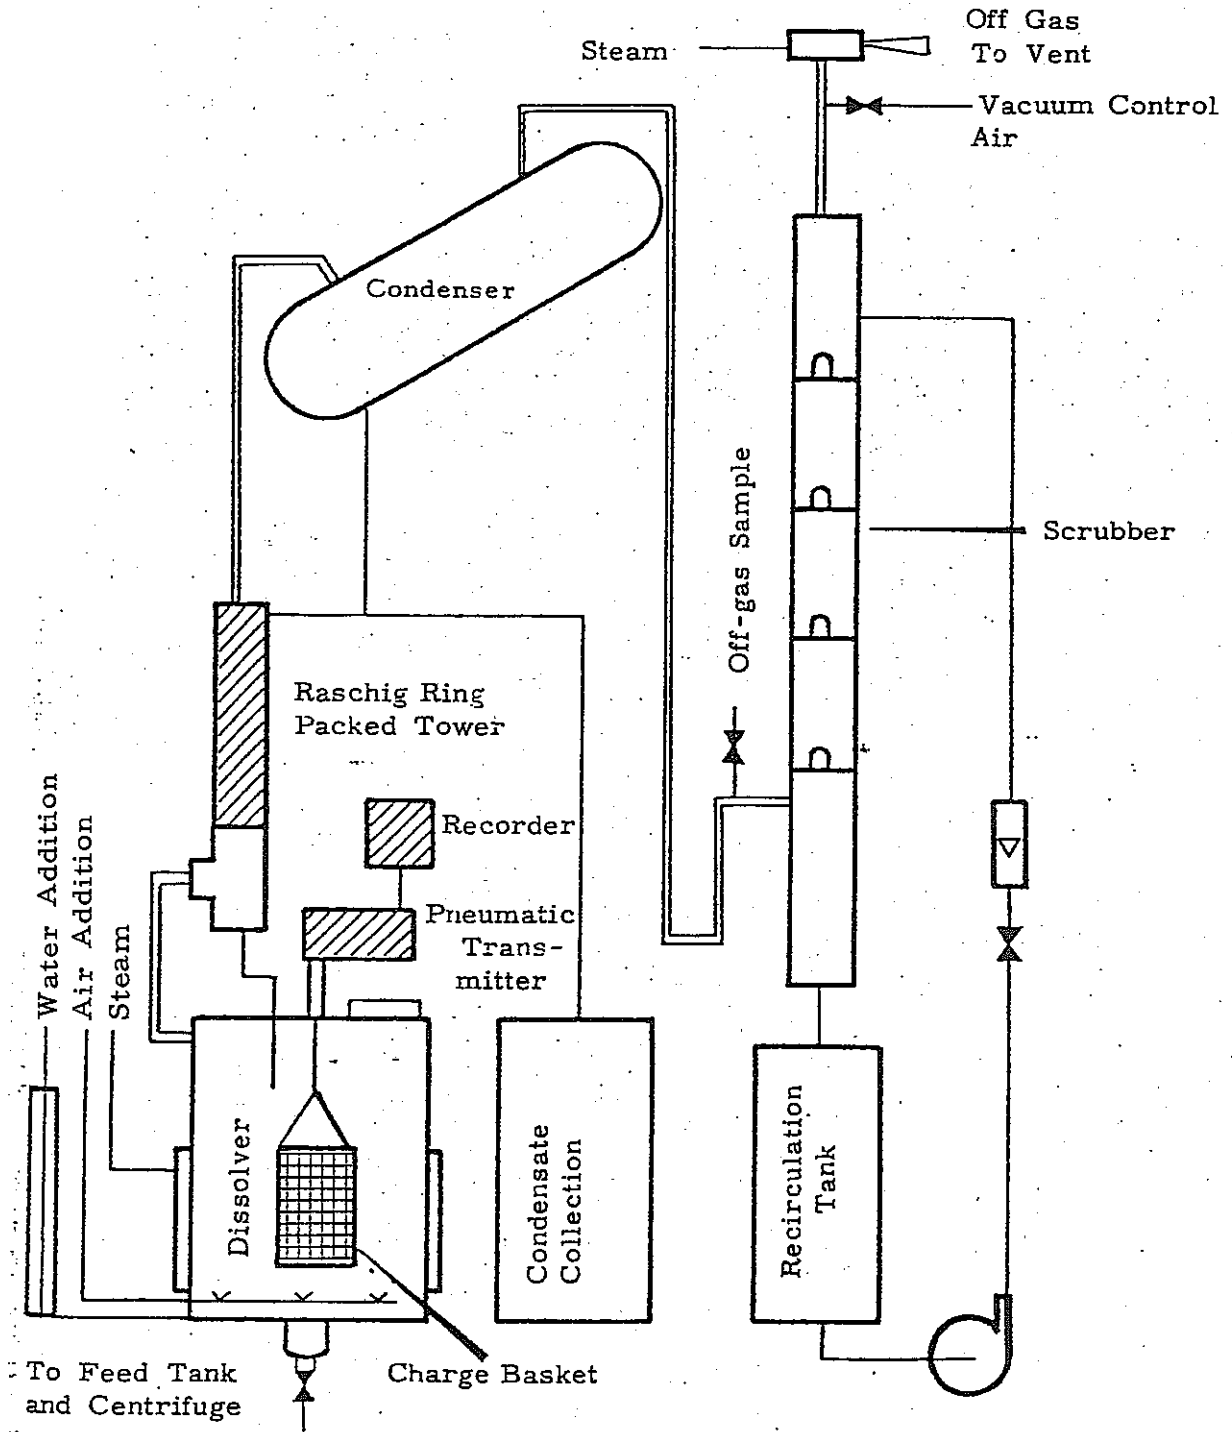 Steam
Off Gas
To Vent
Vacuum Control
Air
Condenser
Off-gas Sample
Scrubber
Raschig Ring
Packed Tower
Recorder
Pneumatic
Trans-
mitter
Water Addition
Air Addition
Steam
Dissolver
Condensate
Collection
Recirculation
Tank
To Feed Tank
and Centrifuge
Charge Basket